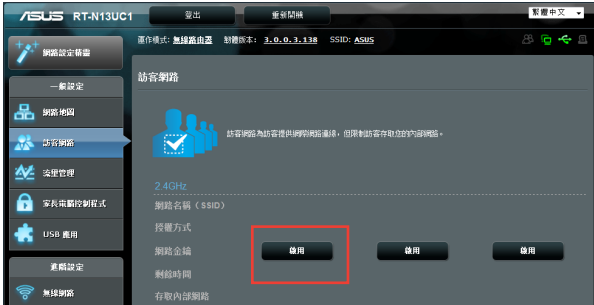 ASUS RT-N13UC1 登出 重新開機 繁體中文
運作模式: 無線路由器 韌體版本: 3.0.0.3.138 SSID: ASUS
網路設定精靈
一般設定
網路地圖
訪客網路
流量管理
家長電腦控制程式
USB 應用
進階設定
無線網路
訪客網路
訪客網路為訪客提供網際網路連線，但限制訪客存取您的內部網路。
2.4GHz
網路名稱（SSID）
授權方式
網路金鑰 啟用 啟用 啟用
剩餘時間
存取內部網路